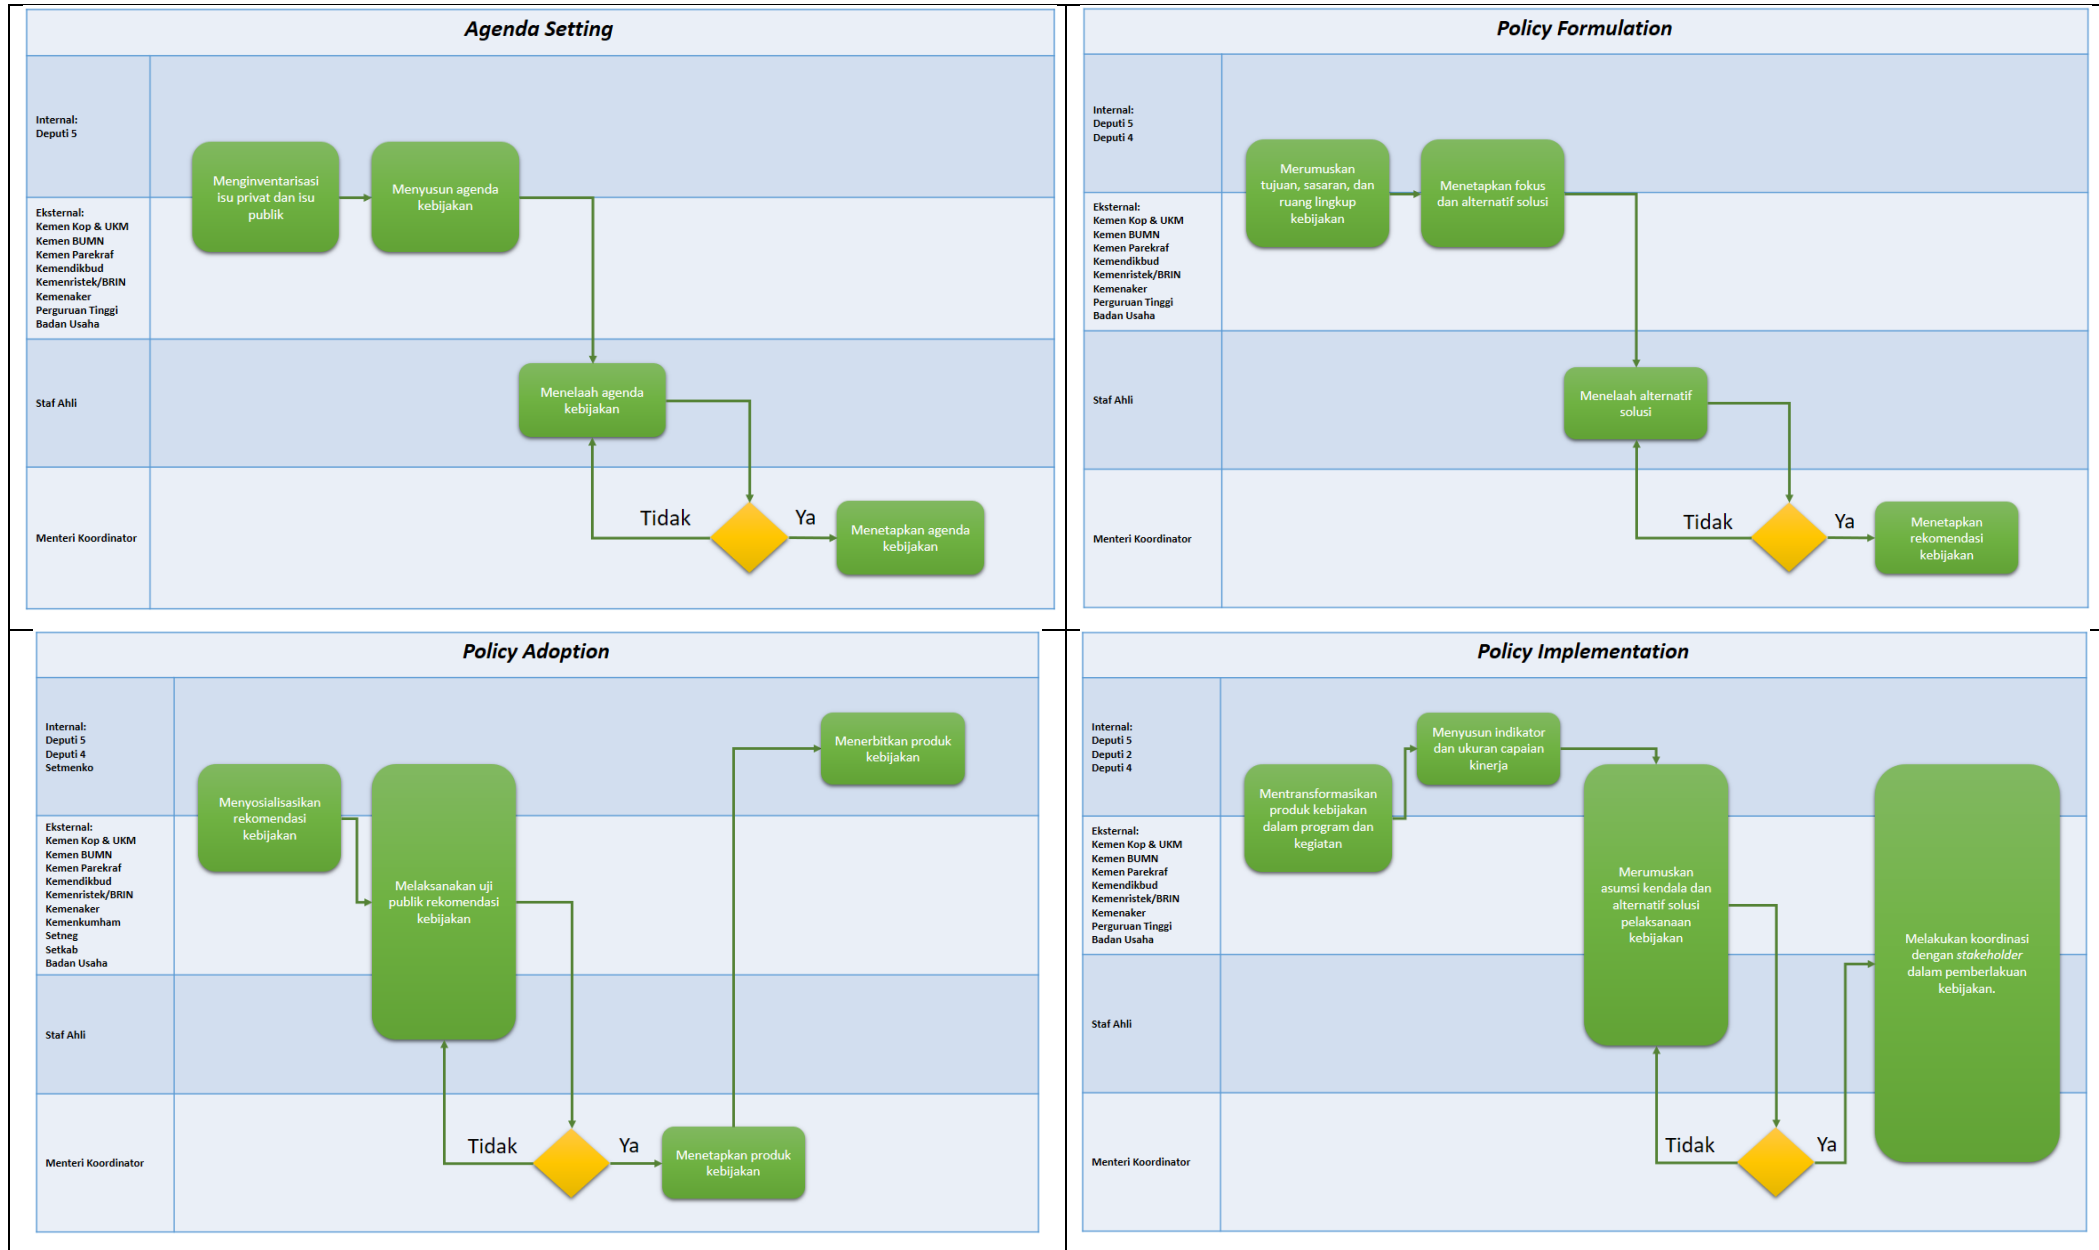 Agenda Setting
Internal:
Deputi 5
Eksternal:
Kemen Kop & UKM
Kemen BUMN
Kemen Parekraf
Kemendikbud
Kemenristek/BRIN
Kemenaker
Perguruan Tinggi
Badan Usaha
Staf Ahli
Menteri Koordinator
Menginventarisasi
isu privat dan isu
publik
Menyusun agenda
kebijakan
Menelaah agenda
kebijakan
Tidak
Ya
Menetapkan agenda
kebijakan
Policy Formulation
Internal:
Deputi 5
Deputi 4
Eksternal:
Kemen Kop & UKM
Kemen BUMN
Kemen Parekraf
Kemendikbud
Kemenristek/BRIN
Kemenaker
Perguruan Tinggi
Badan Usaha
Staf Ahli
Menteri Koordinator
Merumuskan
tujuan, sasaran, dan
ruang lingkup
kebijakan
Menetapkan fokus
dan alternatif solusi
Menelaah alternatif
solusi
Tidak
Ya
Menetapkan
rekomendasi
kebijakan
Policy Adoption
Internal:
Deputi 5
Deputi 4
Setmenko
Eksternal:
Kemen Kop & UKM
Kemen BUMN
Kemen Parekraf
Kemendikbud
Kemenristek/BRIN
Kemenaker
Kemenkumham
Setneg
Setkab
Badan Usaha
Staf Ahli
Menteri Koordinator
Menyosialisasikan
rekomendasi
kebijakan
Melaksanakan uji
publik rekomendasi
kebijakan
Tidak
Ya
Menetapkan produk
kebijakan
Menerbitkan produk
kebijakan
Policy Implementation
Internal:
Deputi 5
Deputi 2
Deputi 4
Eksternal:
Kemen Kop & UKM
Kemen BUMN
Kemen Parekraf
Kemendikbud
Kemenristek/BRIN
Kemenaker
Perguruan Tinggi
Badan Usaha
Staf Ahli
Menteri Koordinator
Mentransformasikan
produk kebijakan
dalam program dan
kegiatan
Menyusun indikator
dan ukuran capaian
kinerja
Merumuskan
asumsi kendala dan
alternatif solusi
pelaksanaan
kebijakan
Tidak
Ya
Melakukan koordinasi
dengan stakeholder
dalam pemberlakuan
kebijakan.